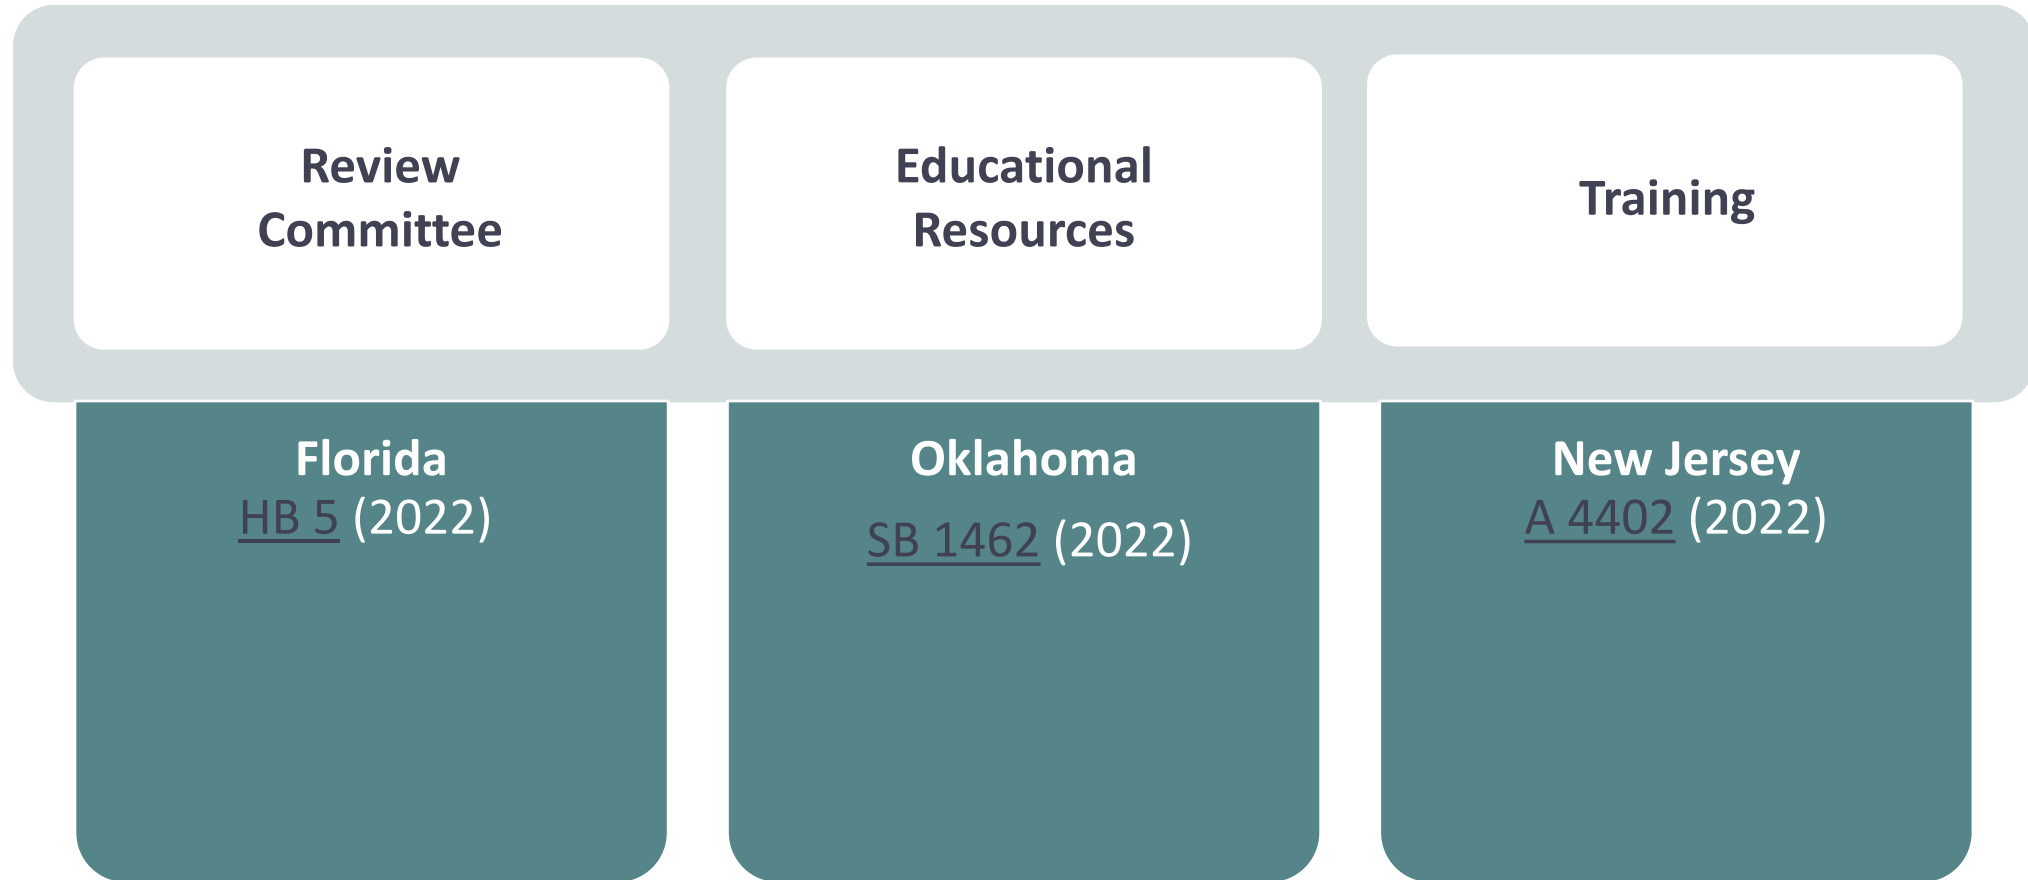 Review
Committee
Educational
Resources
Training
Florida
HB 5 (2022)
Oklahoma
SB 1462 (2022)
New Jersey
A 4402 (2022)